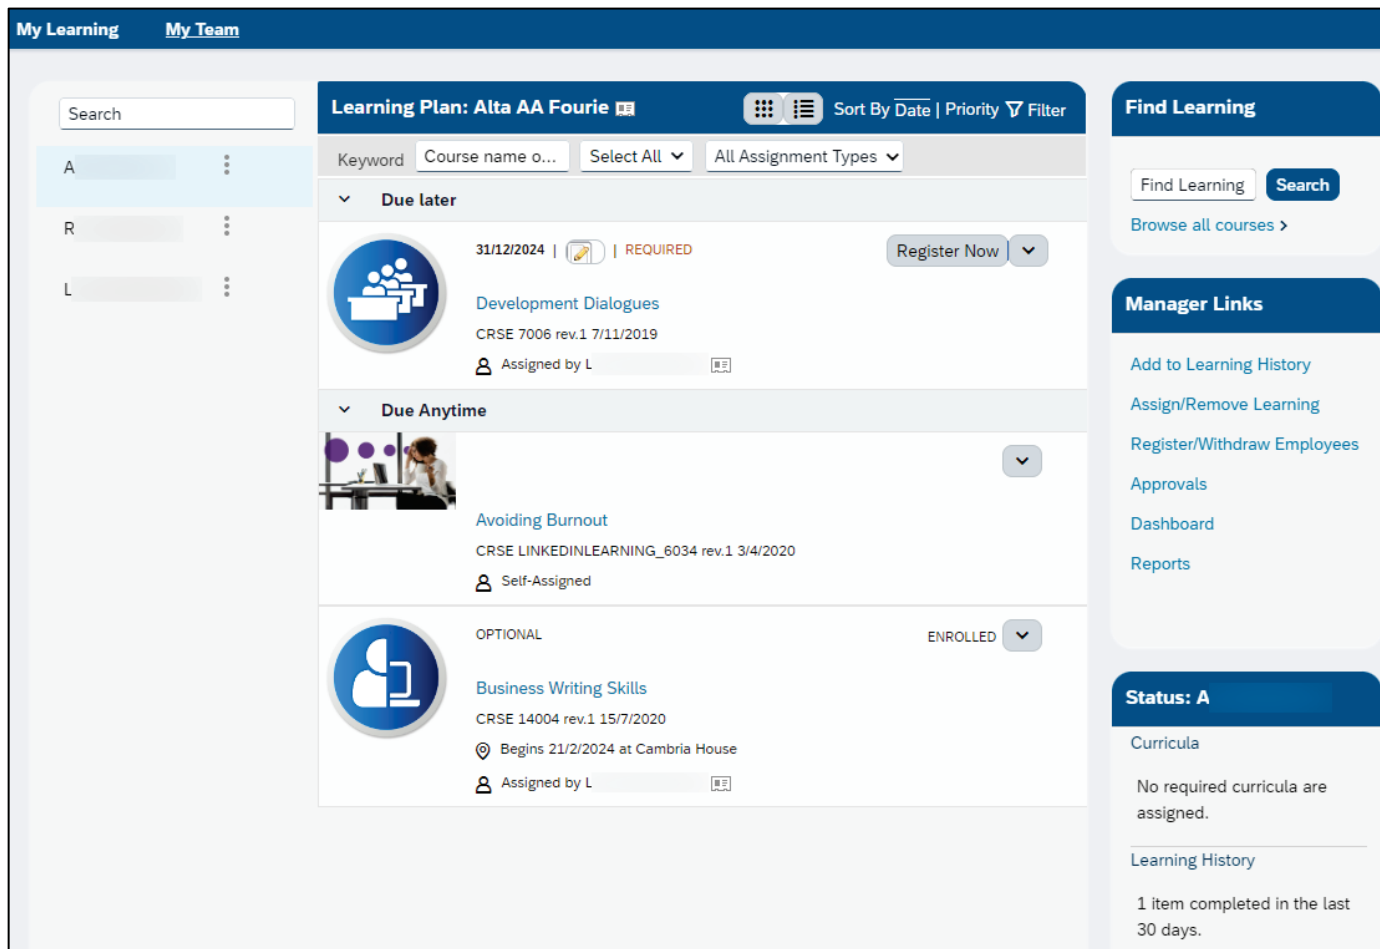 My Learning My Team
Search
A
R
L
Learning Plan: Alta AA Fourie
Sort By Date | Priority Filter
Keyword Course name o... Select All All Assignment Types
Due later
31/12/2024 | | REQUIRED
Register Now
Development Dialogues
CRSE 7006 rev.1 7/11/2019
Assigned by L
Due Anytime
Avoiding Burnout
CRSE LINKEDINLEARNING_6034 rev.1 3/4/2020
Self-Assigned
OPTIONAL
ENROLLED
Business Writing Skills
CRSE 14004 rev.1 15/7/2020
Begins 21/2/2024 at Cambria House
Assigned by L
Find Learning
Find Learning Search
Browse all courses >
Manager Links
Add to Learning History
Assign/Remove Learning
Register/Withdraw Employees
Approvals
Dashboard
Reports
Status: A
Curricula
No required curricula are
assigned.
Learning History
1 item completed in the last
30 days.